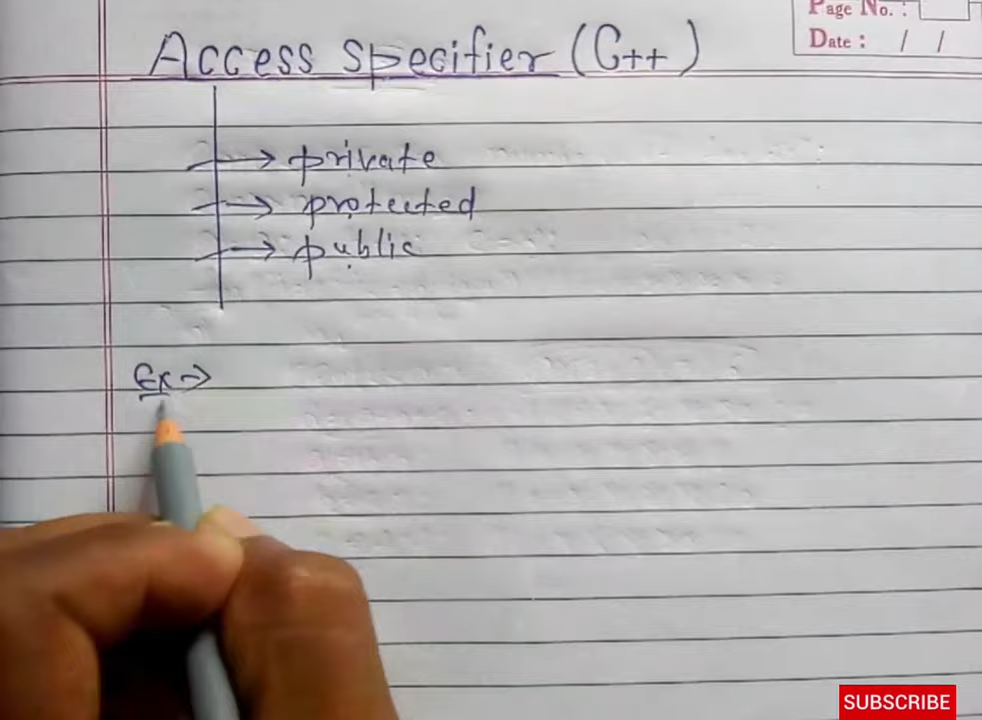 Page No. :
Date : / /
Access Specifier (C++)
→ private
→ protected
→ public
Ex →
SUBSCRIBE